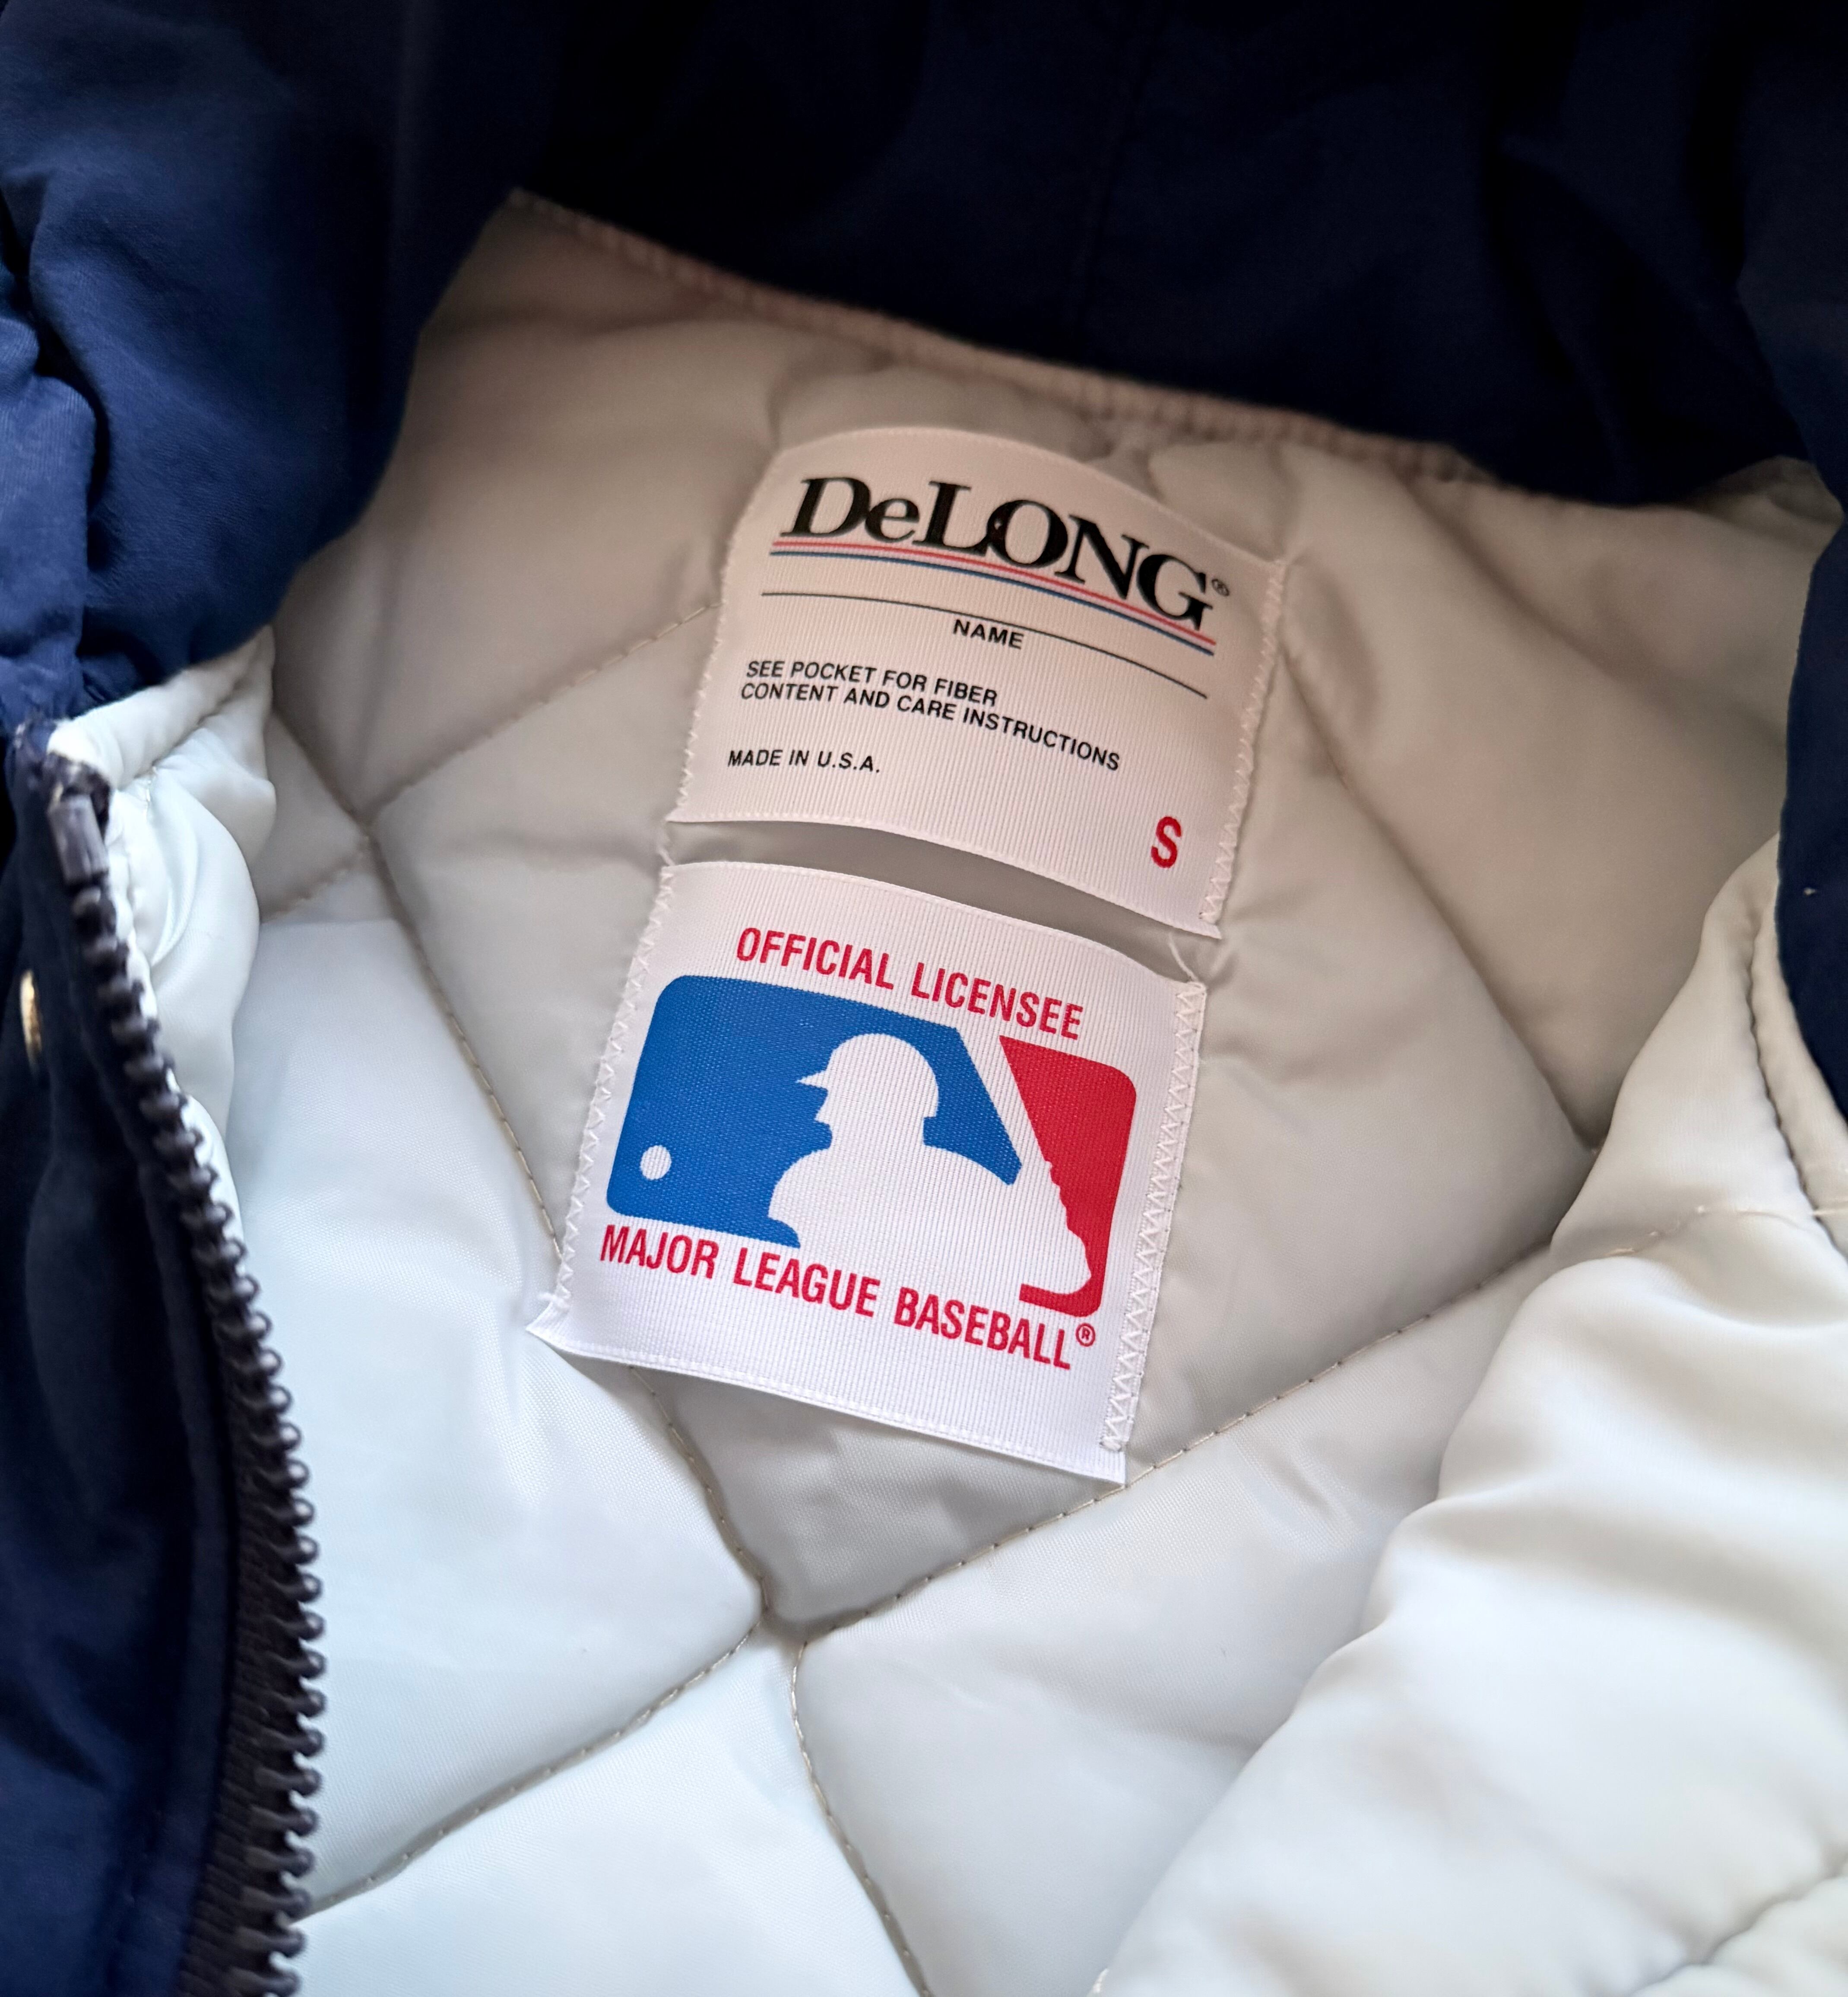 DeLONG®
NAME
SEE POCKET FOR FIBER
CONTENT AND CARE INSTRUCTIONS
MADE IN U.S.A.
S
OFFICIAL LICENSEE
MAJOR LEAGUE BASEBALL®